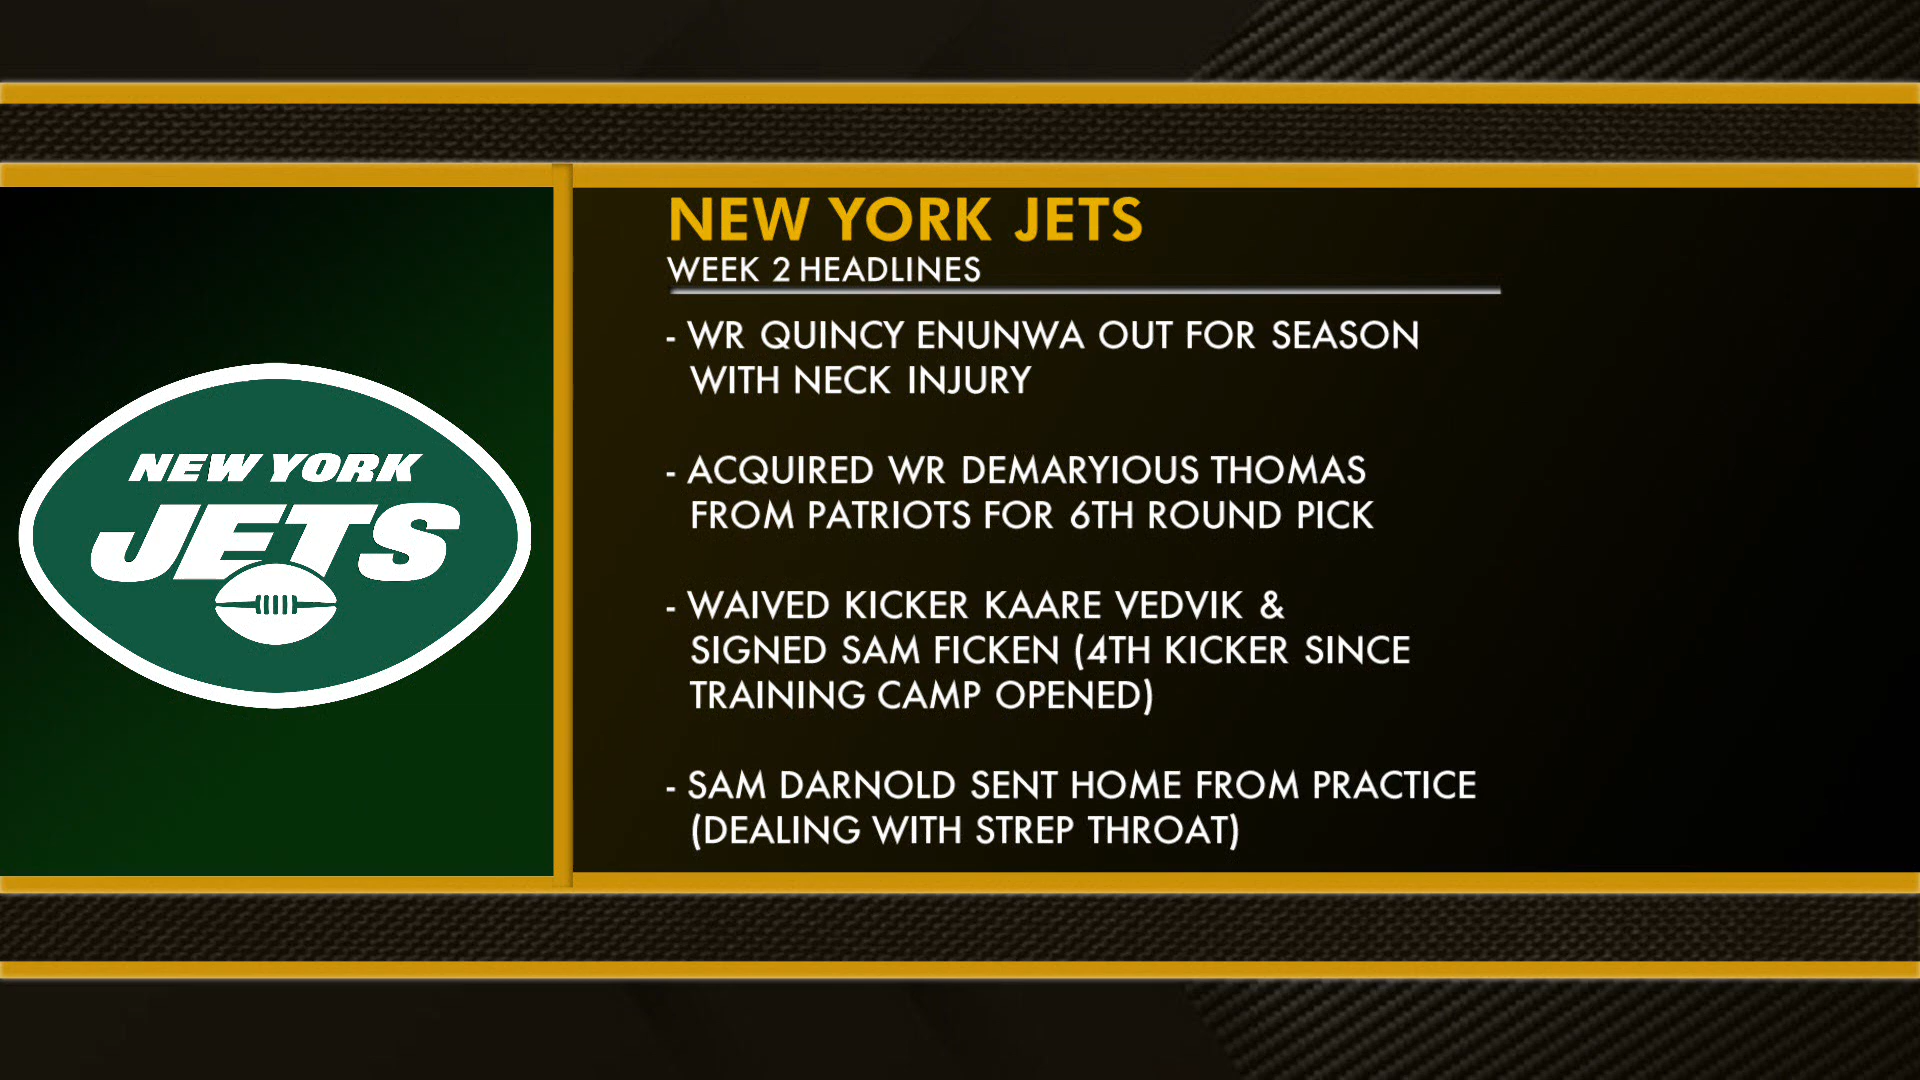 NEW YORK
JETS
NEW YORK JETS
WEEK 2 HEADLINES
- WR QUINCY ENUNWA OUT FOR SEASON
WITH NECK INJURY
- ACQUIRED WR DEMARYIOUS THOMAS
FROM PATRIOTS FOR 6TH ROUND PICK
- WAIVED KICKER KAARE VEDVIK &
SIGNED SAM FICKEN (4TH KICKER SINCE
TRAINING CAMP OPENED)
- SAM DARNOLD SENT HOME FROM PRACTICE
(DEALING WITH STREP THROAT)